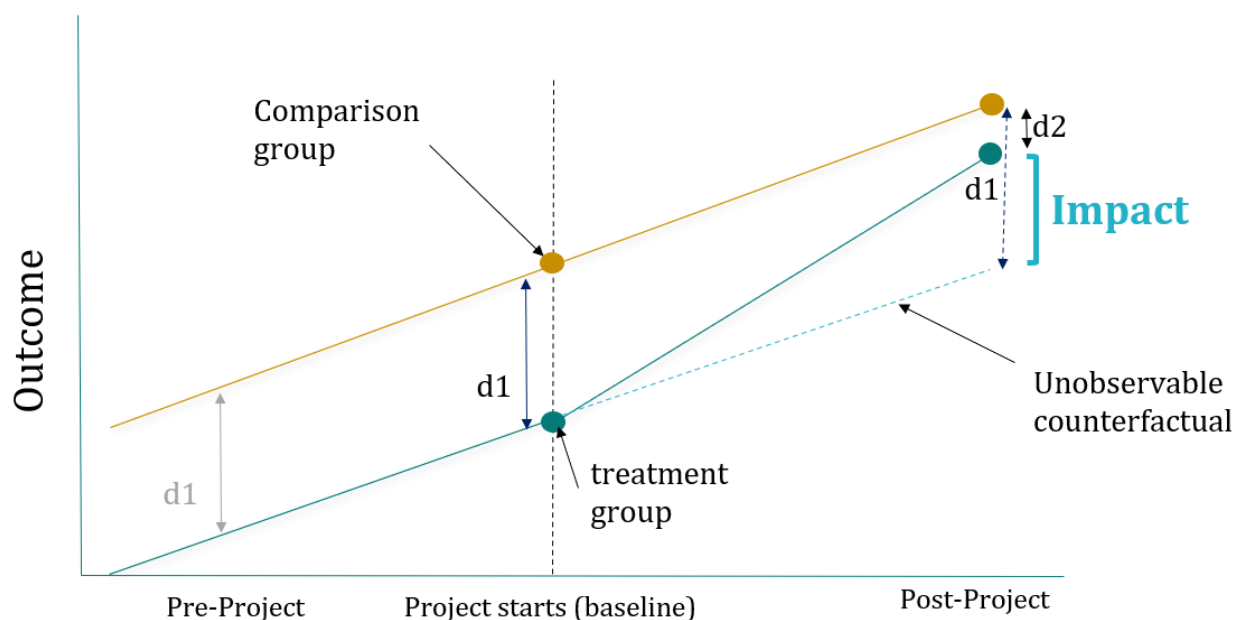 Comparison
group
d2
d1
Impact
Outcome
d1
Unobservable
counterfactual
d1
treatment
group
Pre-Project
Project starts (baseline)
Post-Project